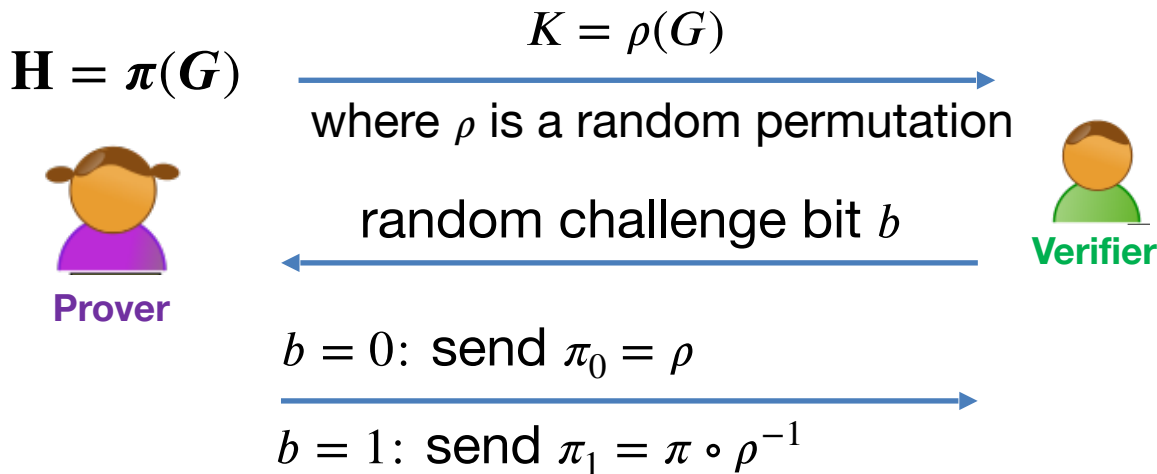 K = ρ(G)
H = π(G)
where ρ is a random permutation
random challenge bit b
Verifier
Prover
b = 0: send π₀ = ρ
b = 1: send π₁ = π ∘ ρ⁻¹